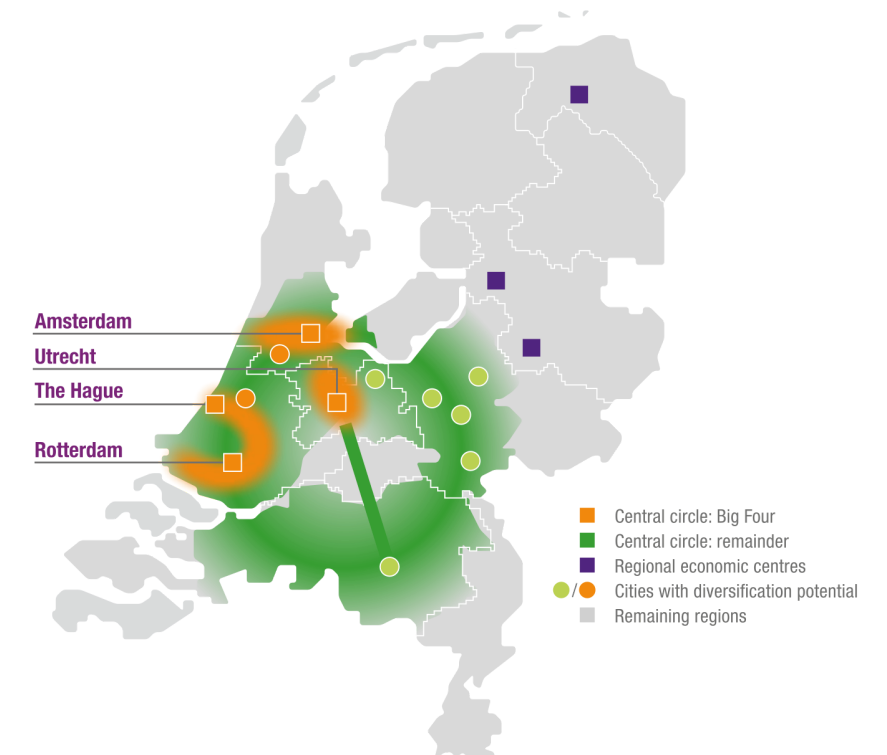 Amsterdam
Utrecht
The Hague
Rotterdam
Central circle: Big Four
Central circle: remainder
Regional economic centres
/ Cities with diversification potential
Remaining regions